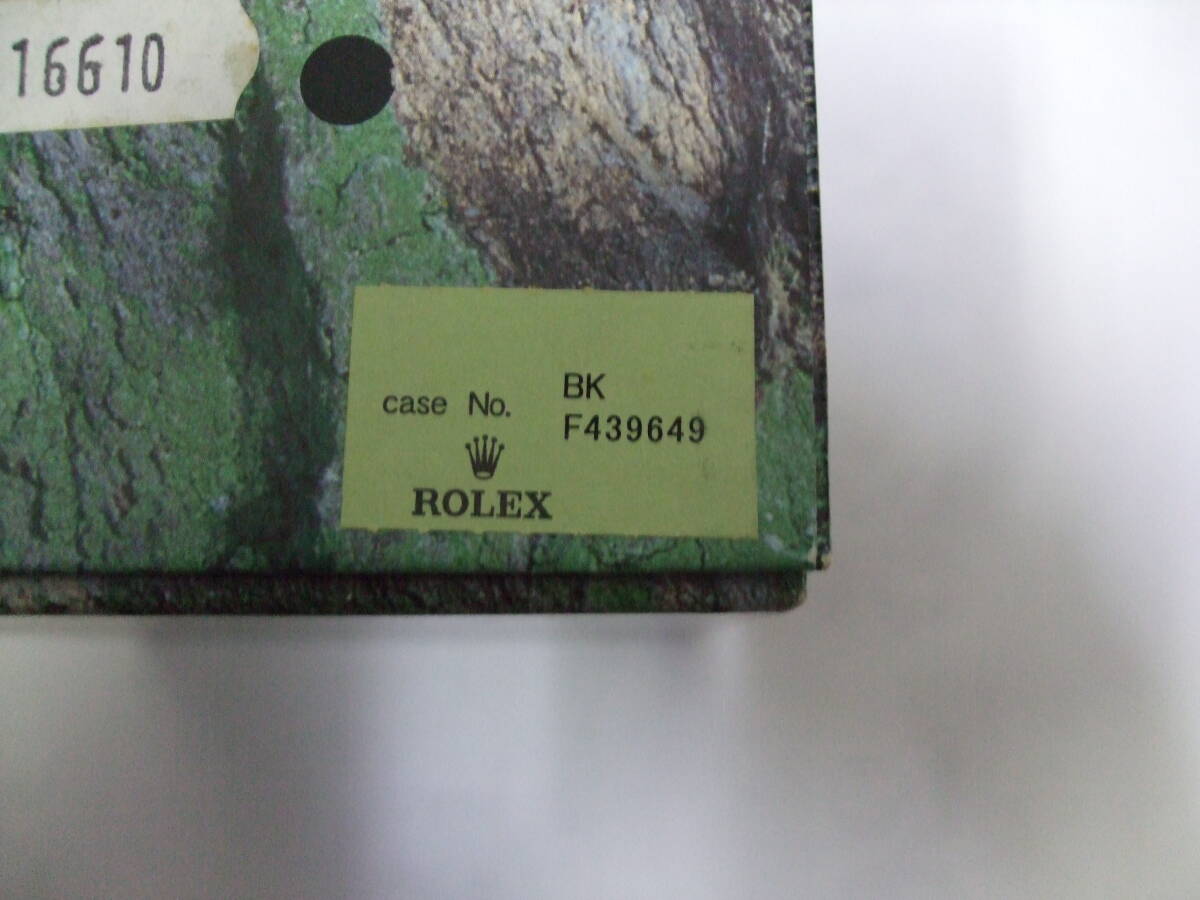 16610
case No.
BK
F439649
ROLEX